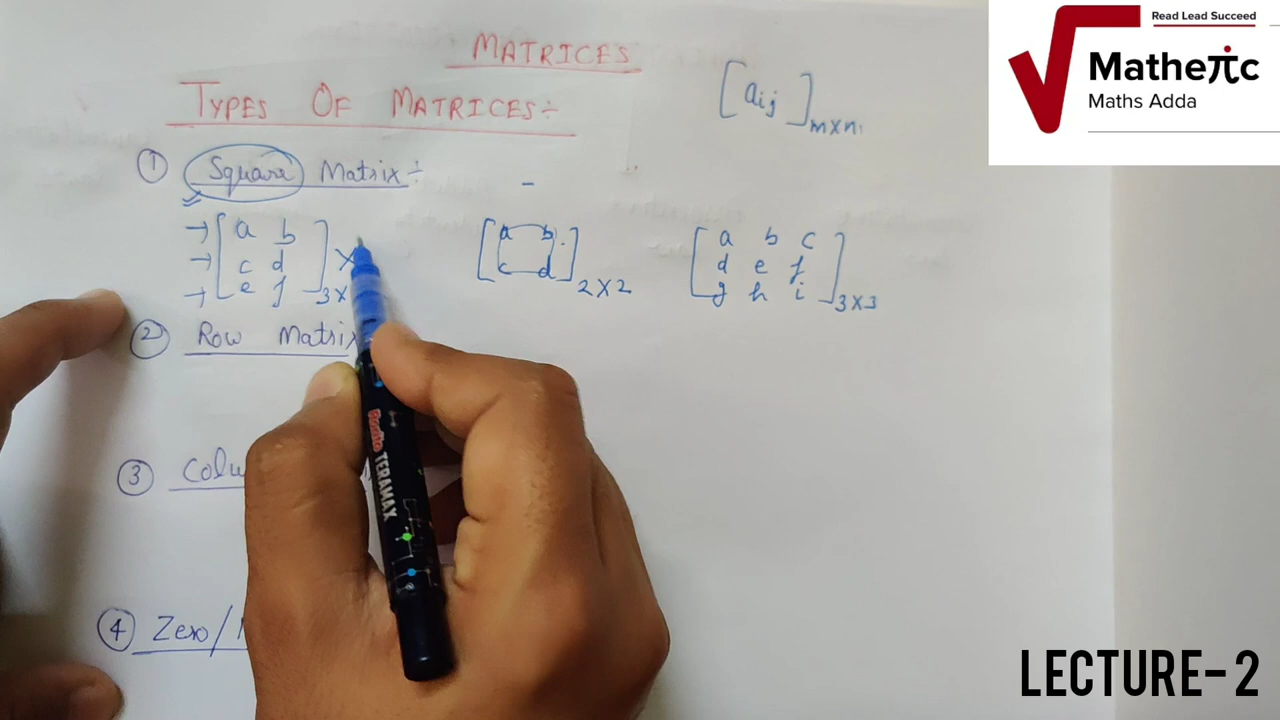 Read Lead Succeed
Matheπc
Maths Adda
MATRICES
[aij]m×n
TYPES OF MATRICES÷
① Square Matrix÷
→ [a b
→ c d
→ e f]3× ×
[a b
c d]2×2
[a b c
d e f
g h i]3×3
② Row Matrix
③
④ Zero/
Donito TERAMAX
LECTURE- 2